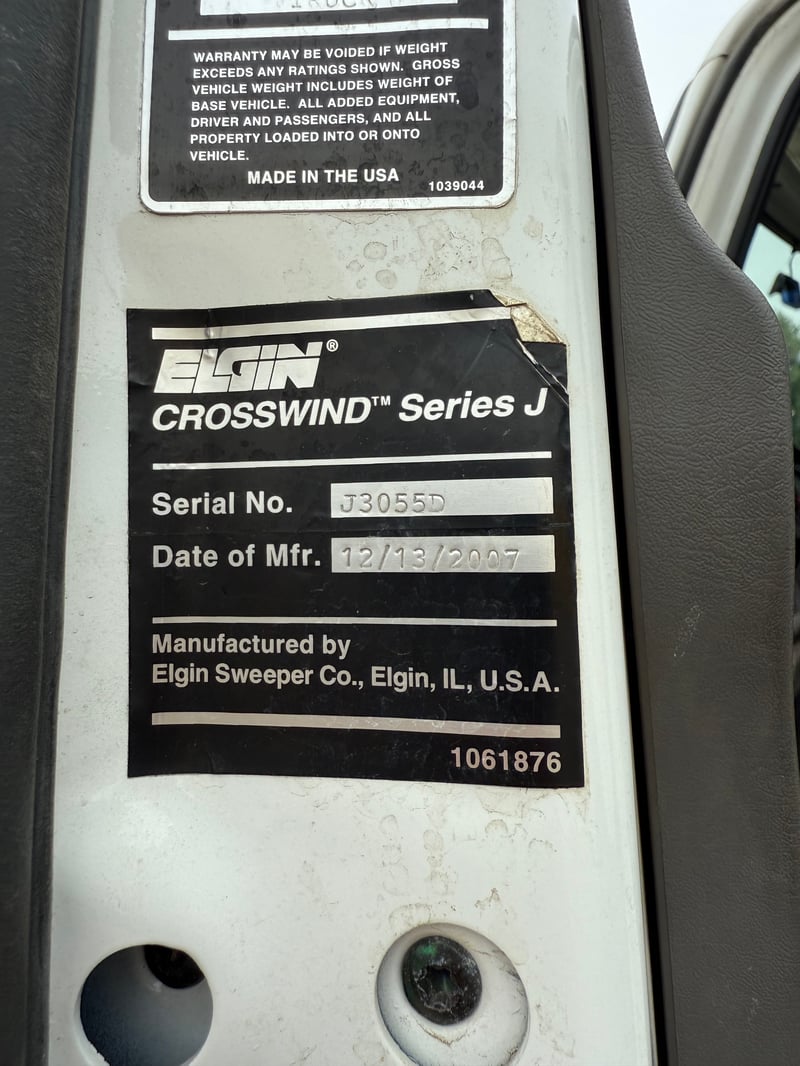 TRUCK
WARRANTY MAY BE VOIDED IF WEIGHT
EXCEEDS ANY RATINGS SHOWN. GROSS
VEHICLE WEIGHT INCLUDES WEIGHT OF
BASE VEHICLE. ALL ADDED EQUIPMENT,
DRIVER AND PASSENGERS, AND ALL
PROPERTY LOADED INTO OR ONTO
VEHICLE.
MADE IN THE USA 1039044
ELGIN®
CROSSWIND™ Series J
Serial No. J3055D
Date of Mfr. 12/13/2007
Manufactured by
Elgin Sweeper Co., Elgin, IL, U.S.A.
1061876